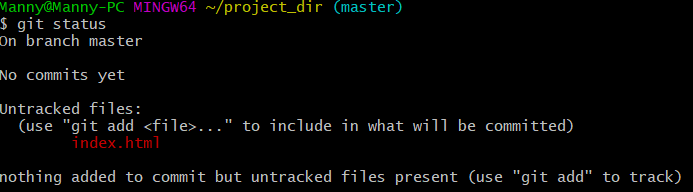 Manny@Manny-PC MINGW64 ~/project_dir (master)
$ git status
On branch master
No commits yet
Untracked files:
(use "git add <file>..." to include in what will be committed)
index.html
nothing added to commit but untracked files present (use "git add" to track)